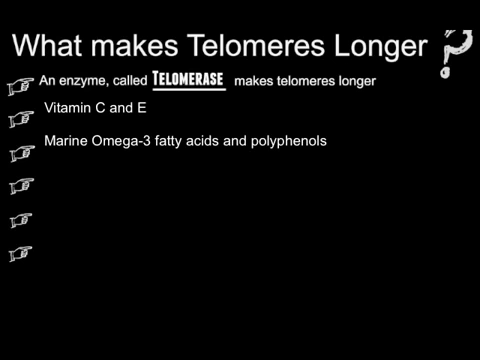 What makes Telomeres Longer ?
An enzyme, called TELOMERASE makes telomeres longer
Vitamin C and E
Marine Omega-3 fatty acids and polyphenols